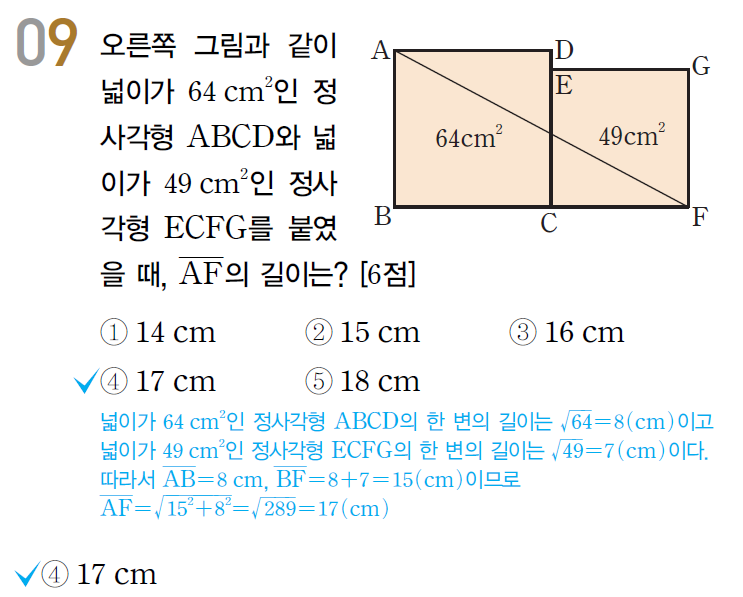 09 오른쪽 그림과 같이
넓이가 64 cm²인 정
사각형 ABCD와 넓
이가 49 cm²인 정사
각형 ECFG를 붙였
을 때, \overline{AF}의 길이는? [6점]
A
D
G
E
64cm²
49cm²
B
C
F
① 14 cm ② 15 cm ③ 16 cm
✓④ 17 cm ⑤ 18 cm
넓이가 64 cm²인 정사각형 ABCD의 한 변의 길이는 √64=8(cm)이고
넓이가 49 cm²인 정사각형 ECFG의 한 변의 길이는 √49=7(cm)이다.
따라서 \overline{AB}=8 cm, \overline{BF}=8+7=15(cm)이므로
\overline{AF}=√(15²+8²)=√289=17(cm)
✓④ 17 cm